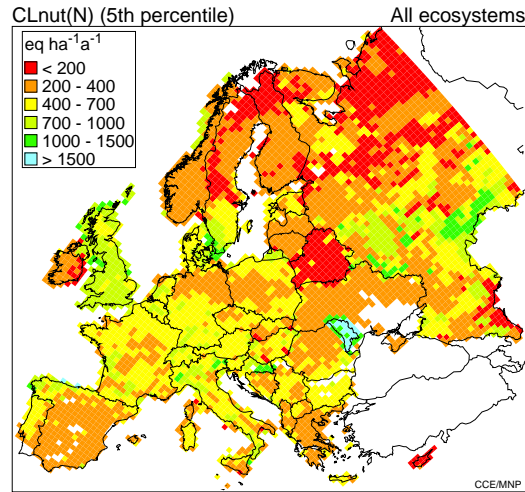 CLnut(N) (5th percentile) All ecosystems
eq ha⁻¹a⁻¹
< 200
200 - 400
400 - 700
700 - 1000
1000 - 1500
> 1500
CCE/MNP